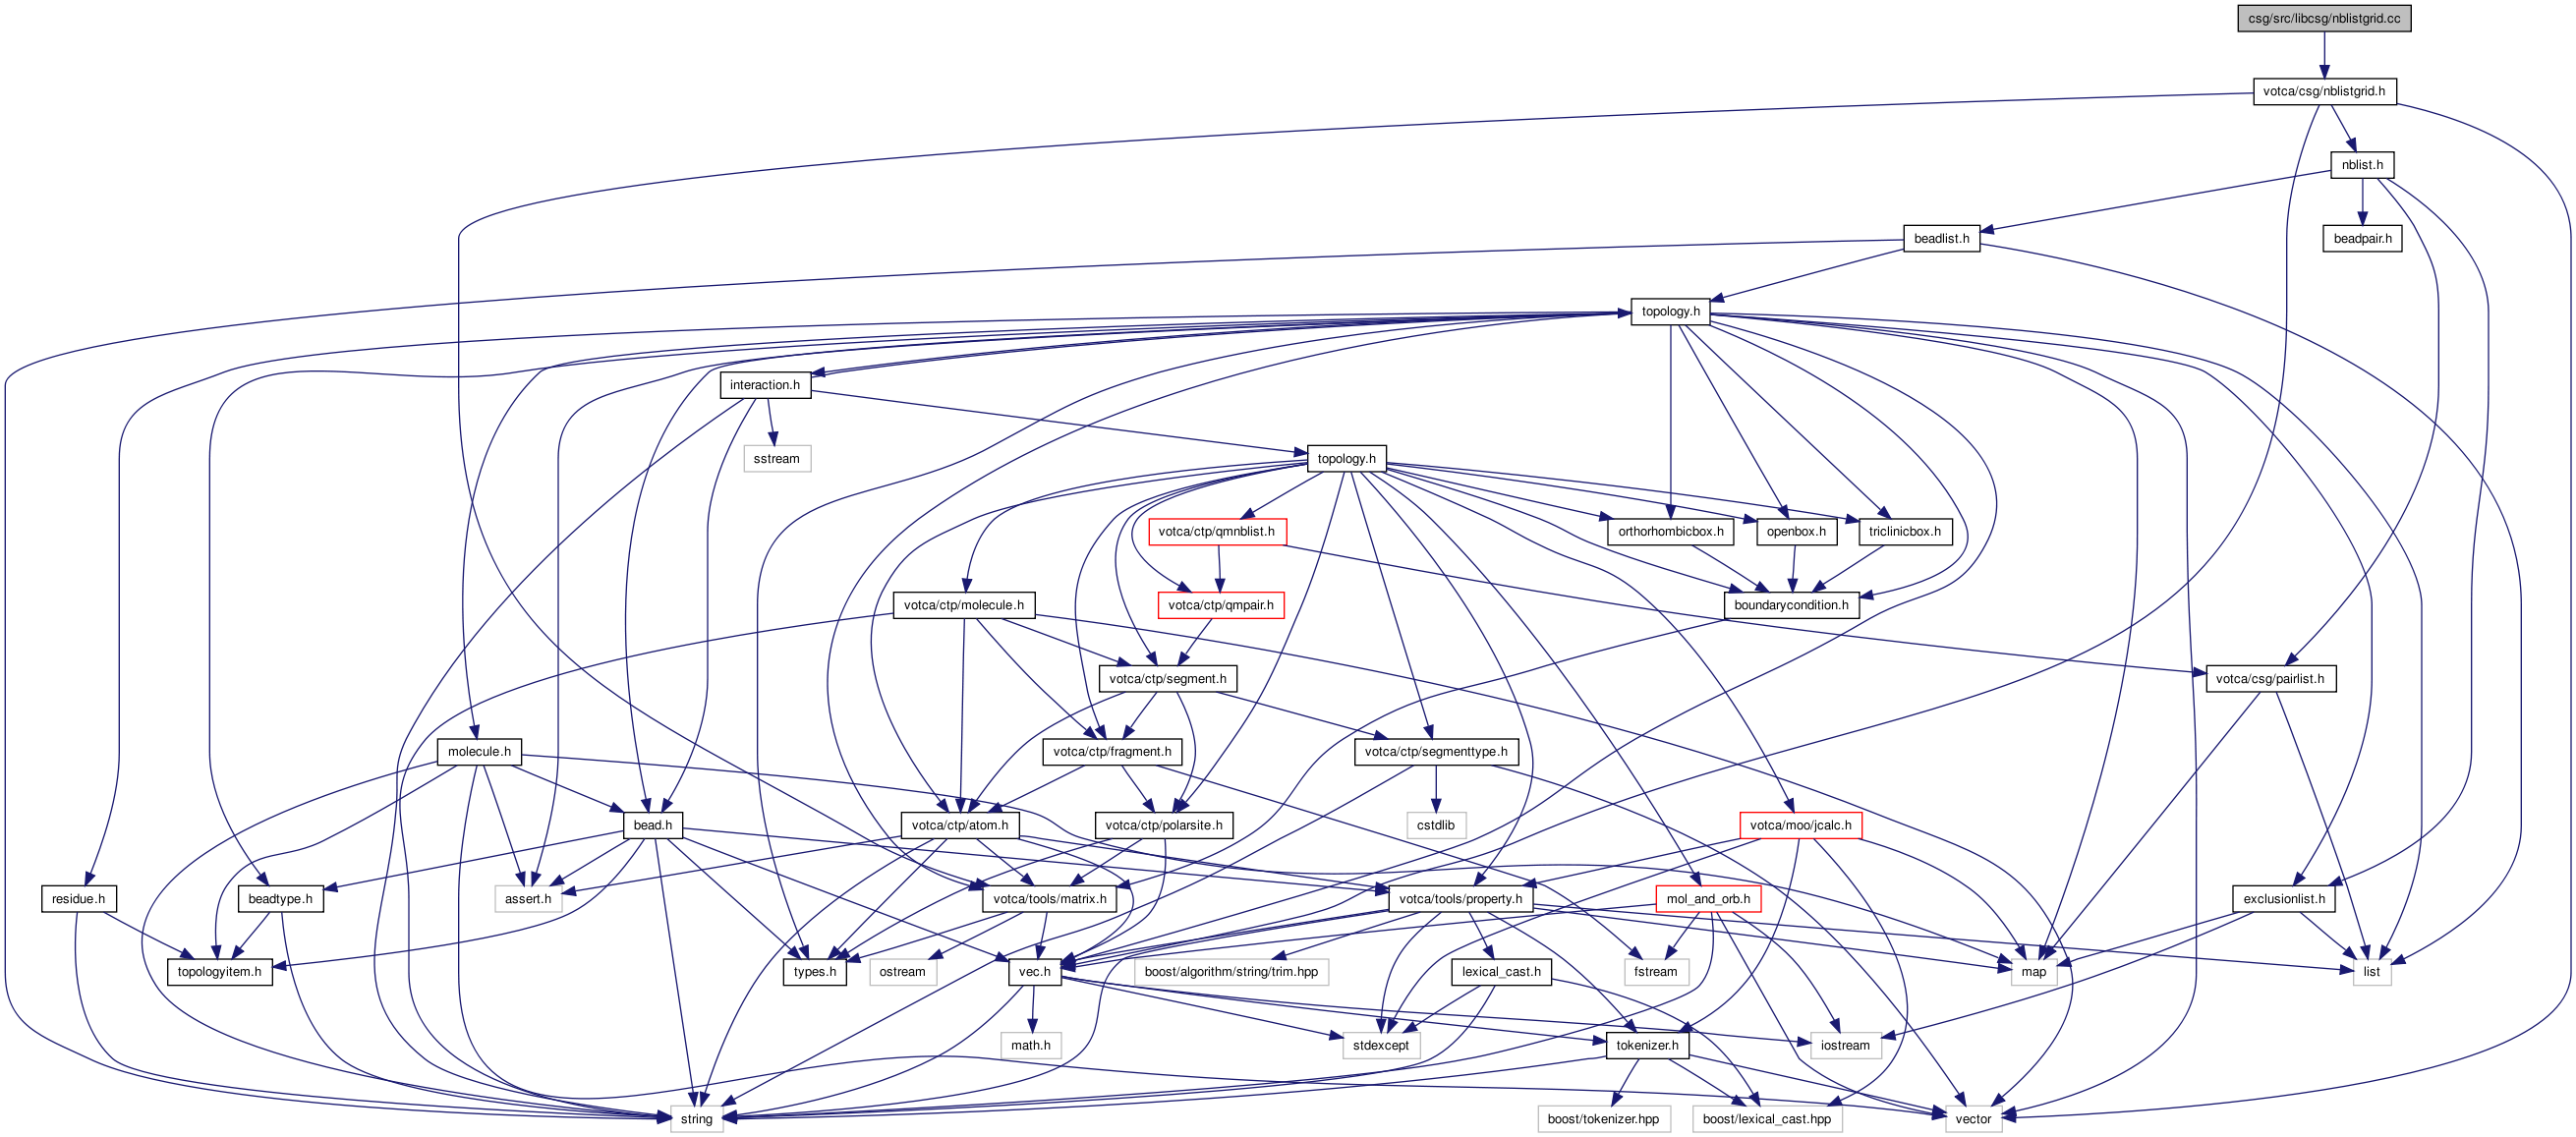 csg/src/libcsg/nblistgrid.cc
votca/csg/nblistgrid.h
nblist.h
beadlist.h
beadpair.h
topology.h
interaction.h
sstream
topology.h
votca/ctp/qmnblist.h
orthorhombicbox.h
openbox.h
triclinicbox.h
votca/ctp/molecule.h
votca/ctp/qmpair.h
boundarycondition.h
votca/ctp/segment.h
votca/csg/pairlist.h
molecule.h
votca/ctp/fragment.h
votca/ctp/segmenttype.h
bead.h
votca/ctp/atom.h
votca/ctp/polarsite.h
cstdlib
votca/moo/jcalc.h
residue.h
beadtype.h
assert.h
votca/tools/matrix.h
votca/tools/property.h
mol_and_orb.h
exclusionlist.h
topologyitem.h
types.h
ostream
vec.h
boost/algorithm/string/trim.hpp
lexical_cast.h
fstream
map
list
math.h
stdexcept
tokenizer.h
iostream
string
boost/tokenizer.hpp
boost/lexical_cast.hpp
vector